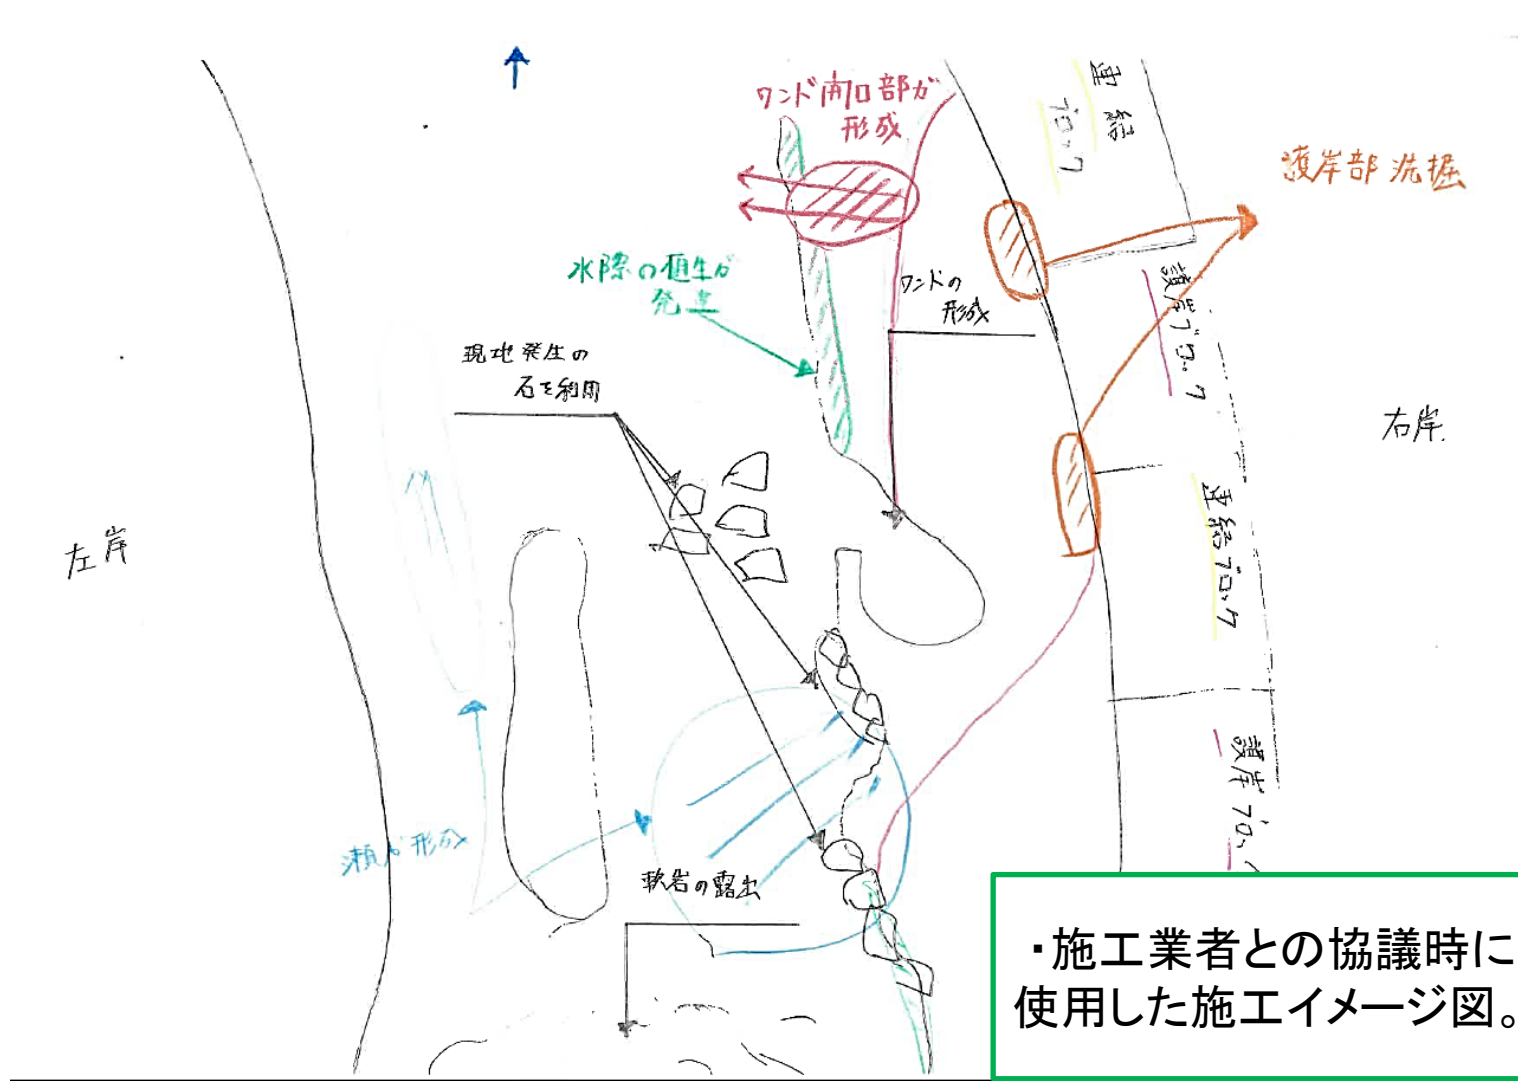 ワンド開口部が
形成
連結
ブロック
護岸部 洗掘
水際の植生が
発達
ワンドの
形成
護岸ブロック
現地発生の
石を利用
右岸
左岸
連結ブロック
護岸ブロック
瀬が形成
軟岩の露出
・施工業者との協議時に
使用した施工イメージ図。